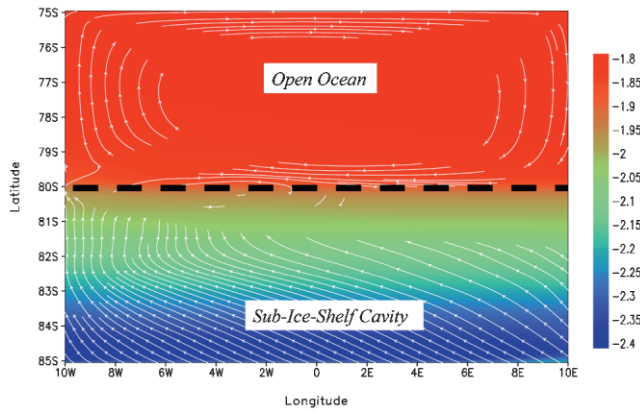 75S
76S
77S
78S
79S
80S
81S
82S
83S
84S
85S
Latitude
Open Ocean
Sub-Ice-Shelf Cavity
10W 8W 6W 4W 2W 0 2E 4E 6E 8E 10E
Longitude
-1.8
-1.85
-1.9
-1.95
-2
-2.05
-2.1
-2.15
-2.2
-2.25
-2.3
-2.35
-2.4